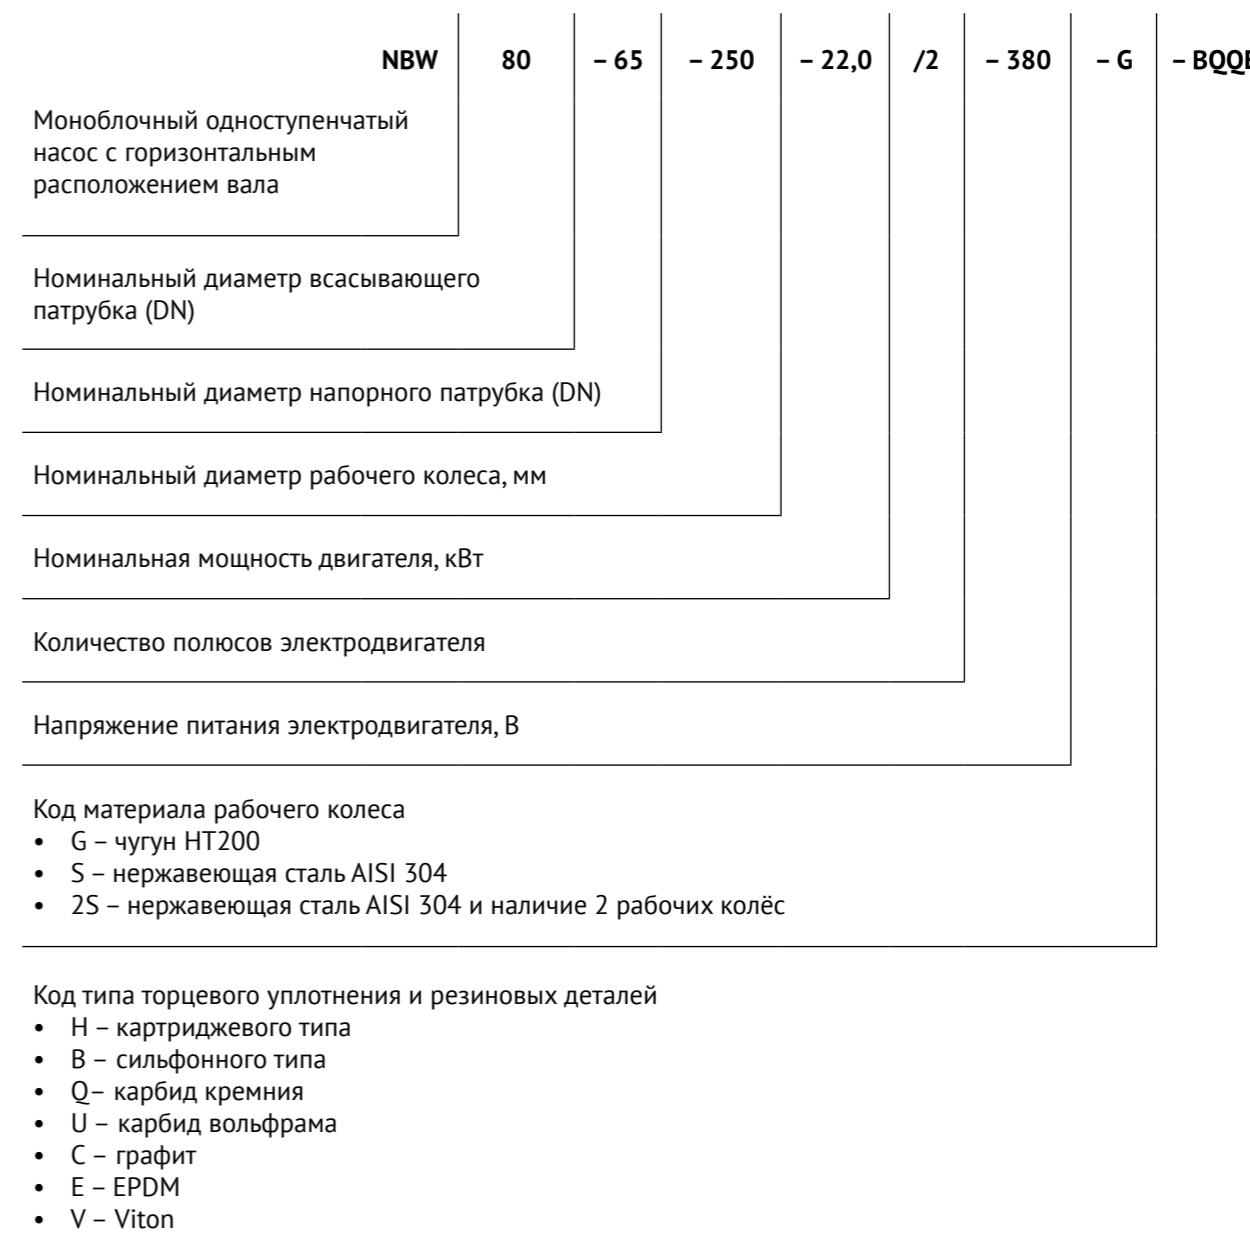 NBW 80 – 65 – 250 – 22,0 /2 – 380 – G – BQQE
Моноблочный одноступенчатый
насос с горизонтальным
расположением вала
Номинальный диаметр всасывающего
патрубка (DN)
Номинальный диаметр напорного патрубка (DN)
Номинальный диаметр рабочего колеса, мм
Номинальная мощность двигателя, кВт
Количество полюсов электродвигателя
Напряжение питания электродвигателя, В
Код материала рабочего колеса
• G – чугун HT200
• S – нержавеющая сталь AISI 304
• 2S – нержавеющая сталь AISI 304 и наличие 2 рабочих колёс
Код типа торцевого уплотнения и резиновых деталей
• H – картриджевого типа
• B – сильфонного типа
• Q– карбид кремния
• U – карбид вольфрама
• C – графит
• E – EPDM
• V – Viton